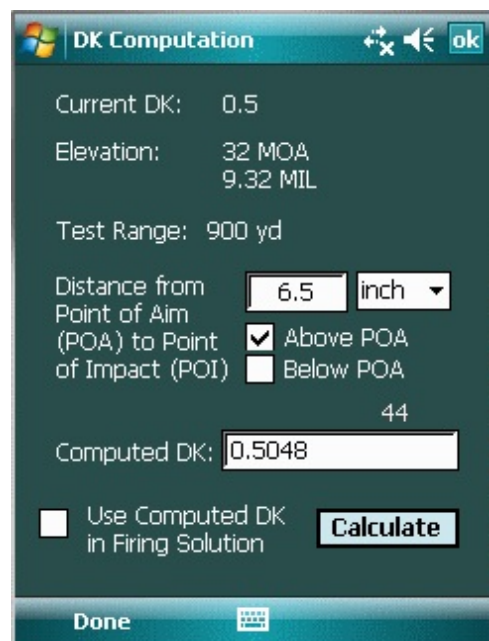 DK Computation ok
Current DK: 0.5
Elevation: 32 MOA
9.32 MIL
Test Range: 900 yd
Distance from 6.5 inch
Point of Aim
(POA) to Point Above POA
of Impact (POI) Below POA
44
Computed DK: 0.5048
Use Computed DK
in Firing Solution Calculate
Done